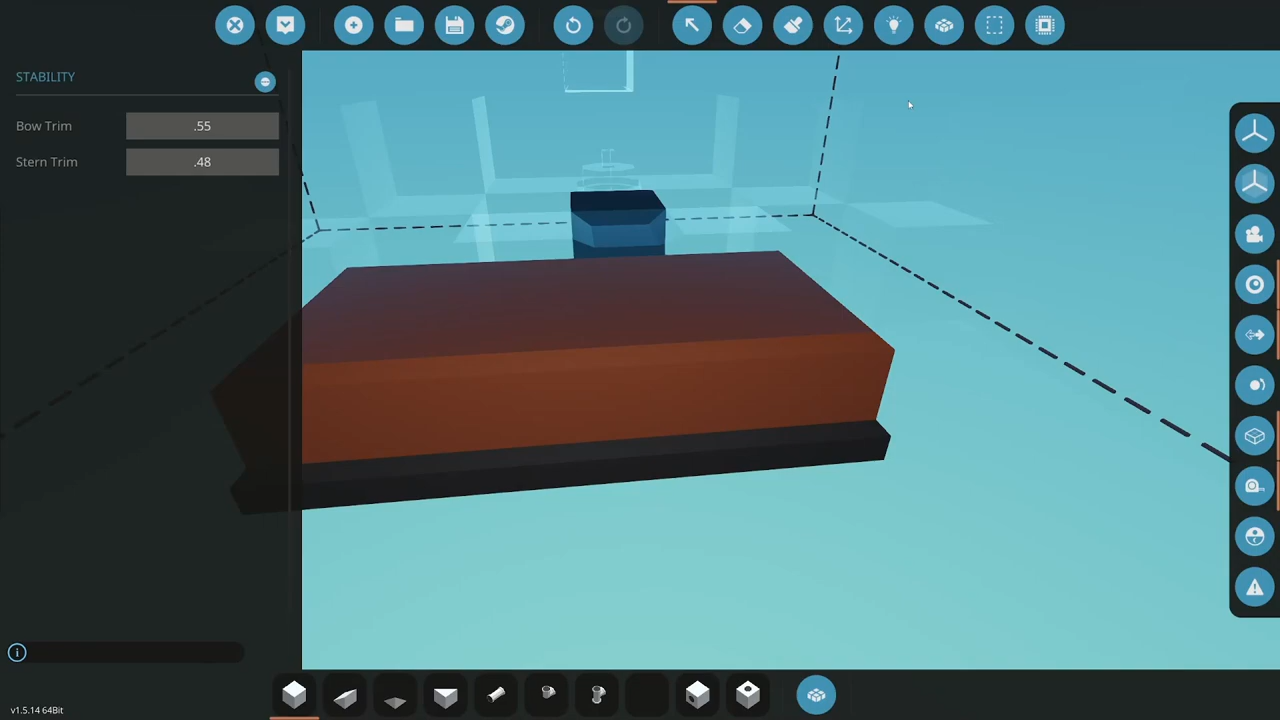 STABILITY
Bow Trim
.55
Stern Trim
.48
v1.5.14 64Bit